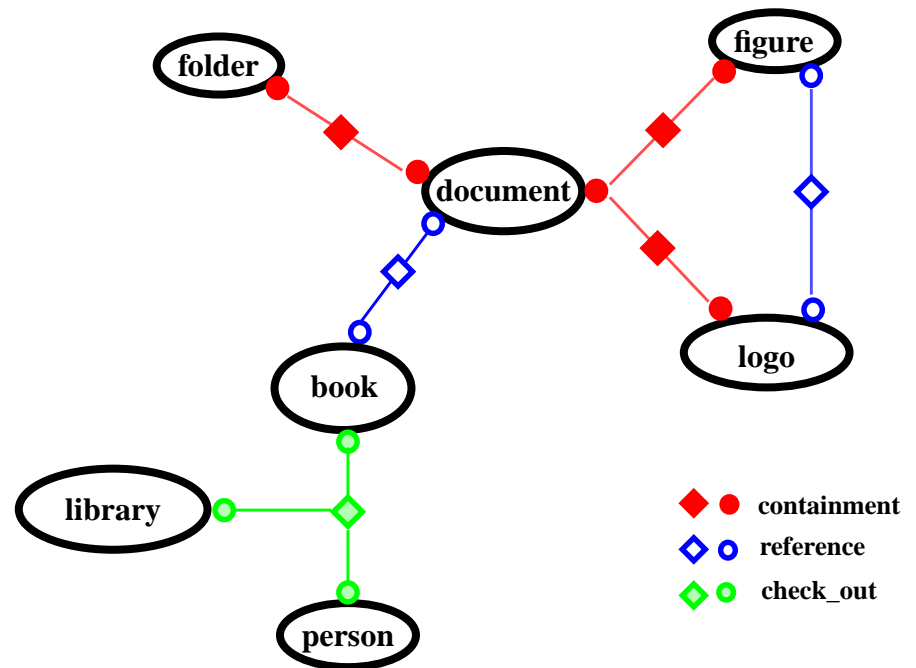 folder
figure
document
logo
book
library
person
containment
reference
check_out